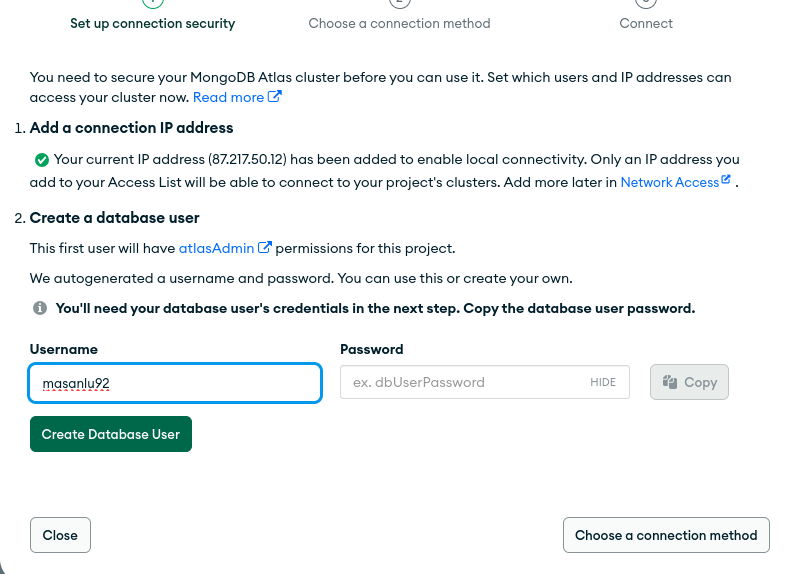 Set up connection security
Choose a connection method
Connect
You need to secure your MongoDB Atlas cluster before you can use it. Set which users and IP addresses can
access your cluster now. Read more
1. Add a connection IP address
Your current IP address (87.217.50.12) has been added to enable local connectivity. Only an IP address you
add to your Access List will be able to connect to your project's clusters. Add more later in Network Access .
2. Create a database user
This first user will have atlasAdmin permissions for this project.
We autogenerated a username and password. You can use this or create your own.
You'll need your database user's credentials in the next step. Copy the database user password.
Username
Password
masanlu92
ex. dbUserPassword
HIDE
Copy
Create Database User
Close
Choose a connection method